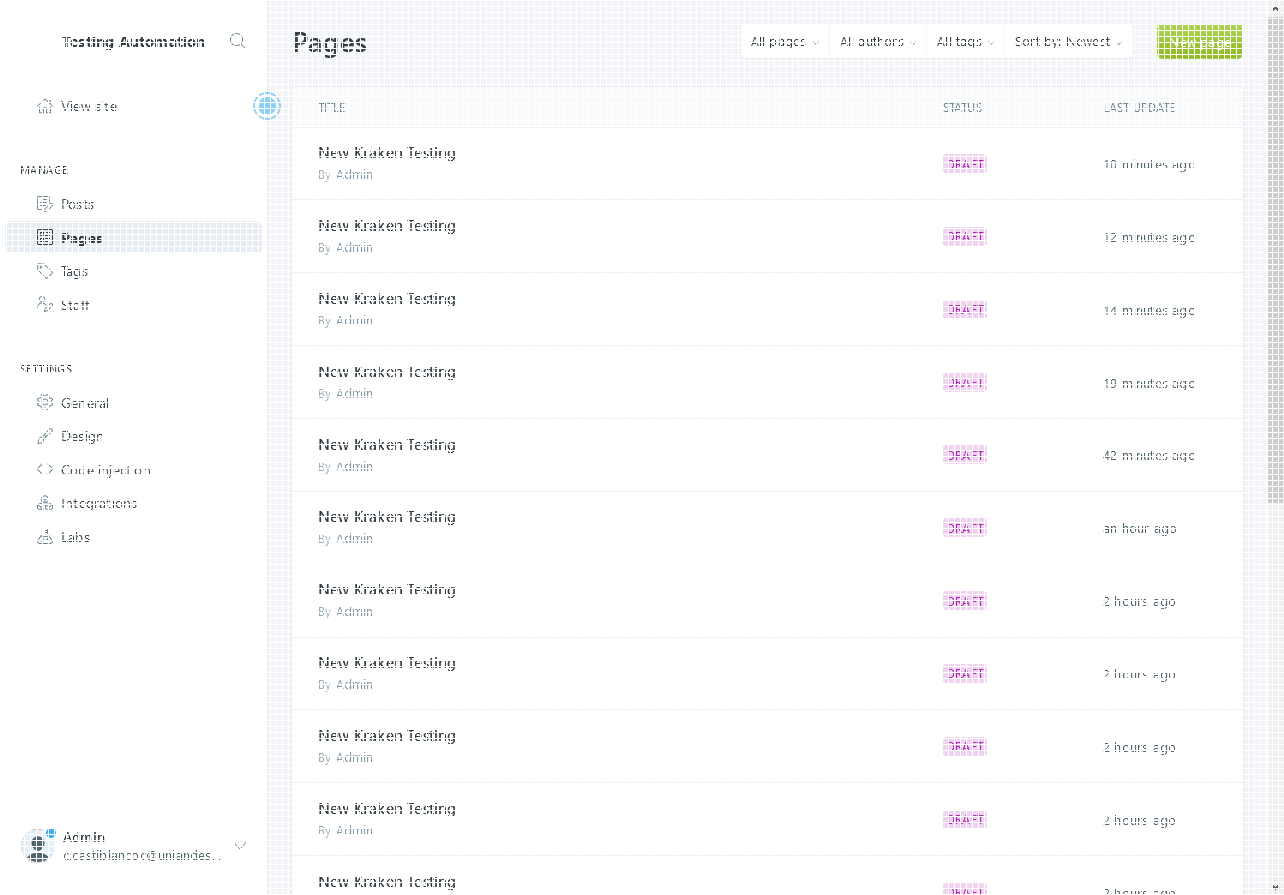 Testing Automation
View site
MANAGE
Posts
Pages
Tags
Staff
SETTINGS
General
Design
Code injection
Integrations
Labs
Admin
Pages
All pages
All authors
All tags
Sort by: Newest
New page
TITLE STATUS LAST UPDATE
New Kraken Testing
By Admin
DRAFT
10 minutes ago
New Kraken Testing
By Admin
DRAFT
12 minutes ago
New Kraken Testing
By Admin
DRAFT
14 minutes ago
New Kraken Testing
By Admin
DRAFT
19 minutes ago
New Kraken Testing
By Admin
DRAFT
42 minutes ago
New Kraken Testing
By Admin
DRAFT
an hour ago
New Kraken Testing
By Admin
DRAFT
2 hours ago
New Kraken Testing
By Admin
DRAFT
2 hours ago
New Kraken Testing
By Admin
DRAFT
2 hours ago
New Kraken Testing
By Admin
DRAFT
2 hours ago
New Kraken Testing
DRAFT
2 hours ago